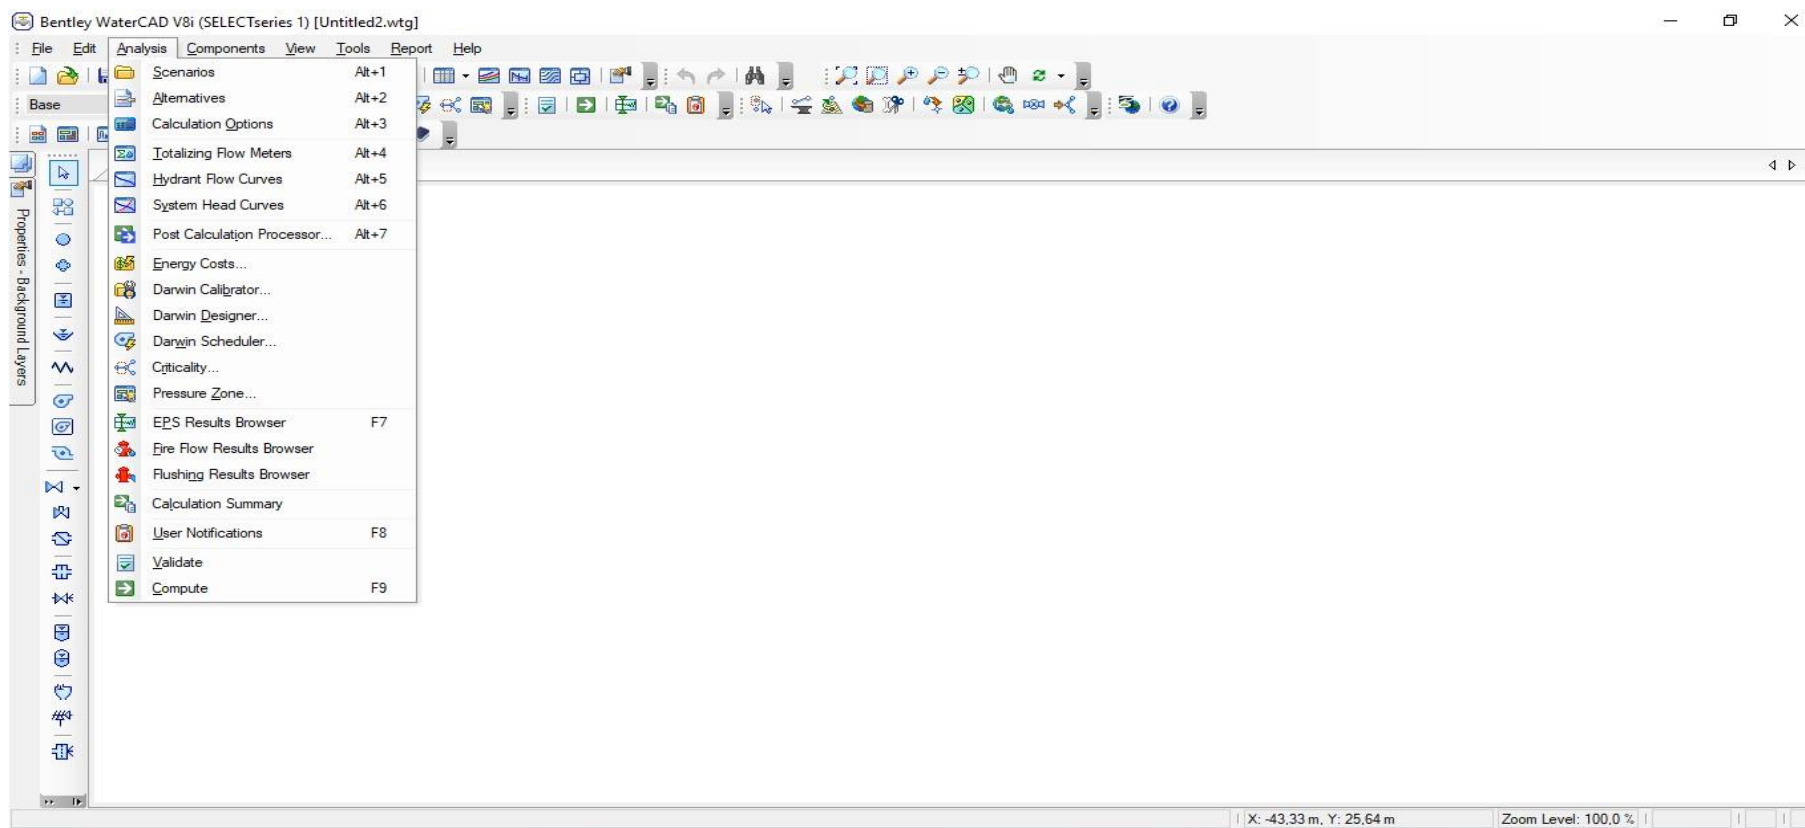 Bentley WaterCAD V8i (SELECTseries 1) [Untitled2.wtg]
File Edit Analysis Components View Tools Report Help
Scenarios Alt+1
Base
Alternatives Alt+2
Calculation Options Alt+3
Totalizing Flow Meters Alt+4
Hydrant Flow Curves Alt+5
System Head Curves Alt+6
Post Calculation Processor... Alt+7
Energy Costs...
Darwin Calibrator...
Darwin Designer...
Darwin Scheduler...
Criticality...
Pressure Zone...
EPS Results Browser F7
Fire Flow Results Browser
Flushing Results Browser
Calculation Summary
User Notifications F8
Validate
Compute F9
Properties - Background Layers
X: -43,33 m, Y: 25,64 m Zoom Level: 100,0 %